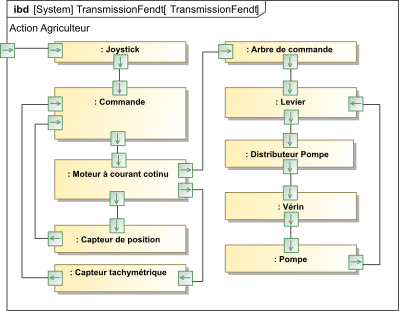 ibd [System] TransmissionFendt[ TransmissionFendt]
Action Agriculteur
: Joystick
: Arbre de commande
: Commande
: Levier
: Distributeur Pompe
: Moteur à courant cotinu
: Vérin
: Capteur de position
: Pompe
: Capteur tachymétrique